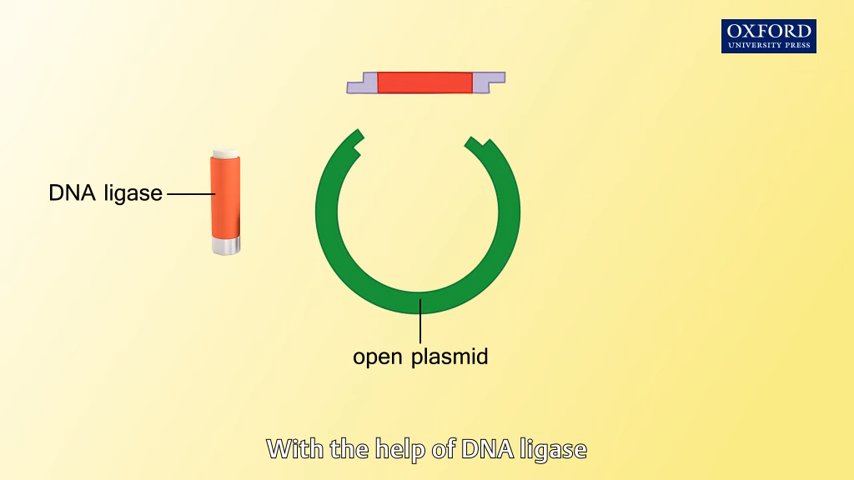 OXFORD
UNIVERSITY PRESS
DNA ligase
open plasmid
With the help of DNA ligase